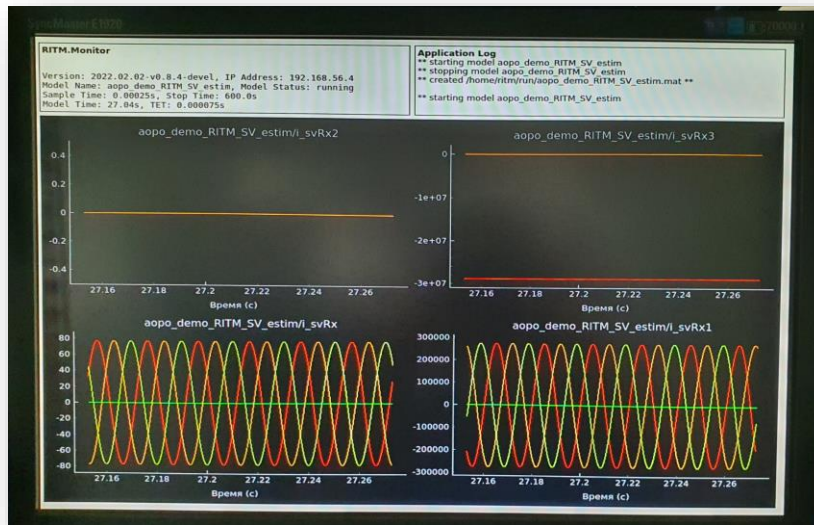 SyncMaster E1920
RITM.Monitor
Version: 2022.02.02-v0.8.4-devel, IP Address: 192.168.56.4
Model Name: aopo_demo_RITM_SV_estim, Model Status: running
Sample Time: 0.00025s, Stop Time: 600.0s
Model Time: 27.04s, TET: 0.000075s
Application Log
** starting model aopo_demo_RITM_SV_estim
** stopping model aopo_demo_RITM_SV_estim
** created /home/ritm/run/aopo_demo_RITM_SV_estim.mat **
** starting model aopo_demo_RITM_SV_estim
aopo_demo_RITM_SV_estim/i_svRx2
0.4
0.2
0
-0.2
-0.4
27.16 27.18 27.2 27.22 27.24 27.26
Время (с)
aopo_demo_RITM_SV_estim/i_svRx3
0
-1e+07
-2e+07
-3e+07
27.16 27.18 27.2 27.22 27.24 27.26
Время (с)
aopo_demo_RITM_SV_estim/i_svRx
80
60
40
20
0
-20
-40
-60
-80
27.16 27.18 27.2 27.22 27.24 27.26
Время (с)
aopo_demo_RITM_SV_estim/i_svRx1
300000
200000
100000
0
-100000
-200000
-300000
27.16 27.18 27.2 27.22 27.24 27.26
Время (с)